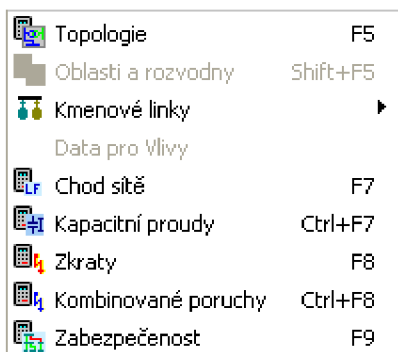 Topologie F5
Oblasti a rozvodny Shift+F5
Kmenové linky
Data pro Vlivy
LF Chod sítě F7
Kapacitní proudy Ctrl+F7
Zkraty F8
Kombinované poruchy Ctrl+F8
Zabezpečenost F9